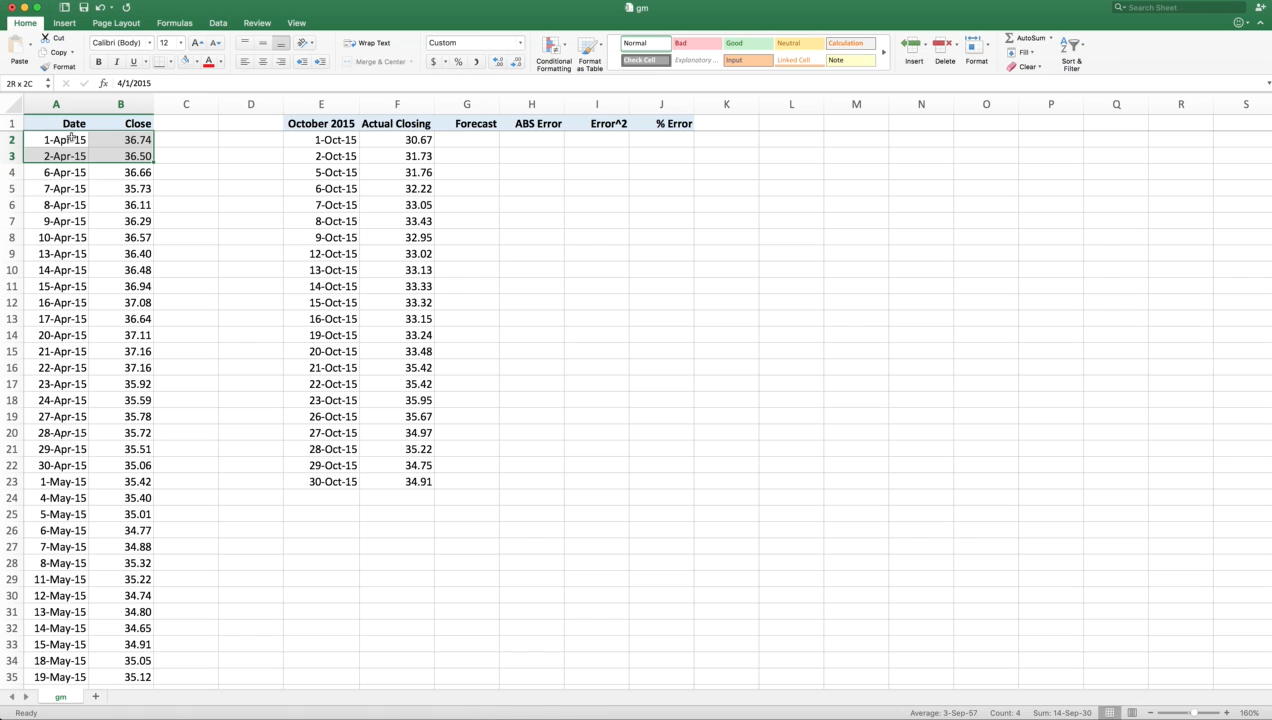 gm
Search Sheet
Home Insert Page Layout Formulas Data Review View
Paste Cut Copy Format
Calibri (Body) 12 A A
B I U A
Wrap Text
Merge & Center
Custom
$ % )
Conditional Formatting
Format as Table
Normal Bad Good Neutral Calculation
Check Cell Explanatory ... Input Linked Cell Note
Insert Delete Format
AutoSum
Fill
Clear
Sort & Filter
2R x 2C fx 4/1/2015
A B C D E F G H I J K L M N O P Q R S
1 Date Close October 2015 Actual Closing Forecast ABS Error Error^2 % Error
2 1-Apr-15 36.74 1-Oct-15 30.67
3 2-Apr-15 36.50 2-Oct-15 31.73
4 6-Apr-15 36.66 5-Oct-15 31.76
5 7-Apr-15 35.73 6-Oct-15 32.22
6 8-Apr-15 36.11 7-Oct-15 33.05
7 9-Apr-15 36.29 8-Oct-15 33.43
8 10-Apr-15 36.57 9-Oct-15 32.95
9 13-Apr-15 36.40 12-Oct-15 33.02
10 14-Apr-15 36.48 13-Oct-15 33.13
11 15-Apr-15 36.94 14-Oct-15 33.33
12 16-Apr-15 37.08 15-Oct-15 33.32
13 17-Apr-15 36.64 16-Oct-15 33.15
14 20-Apr-15 37.11 19-Oct-15 33.24
15 21-Apr-15 37.16 20-Oct-15 33.48
16 22-Apr-15 37.16 21-Oct-15 35.42
17 23-Apr-15 35.92 22-Oct-15 35.42
18 24-Apr-15 35.59 23-Oct-15 35.95
19 27-Apr-15 35.78 26-Oct-15 35.67
20 28-Apr-15 35.72 27-Oct-15 34.97
21 29-Apr-15 35.51 28-Oct-15 35.22
22 30-Apr-15 35.06 29-Oct-15 34.75
23 1-May-15 35.42 30-Oct-15 34.91
24 4-May-15 35.40
25 5-May-15 35.01
26 6-May-15 34.77
27 7-May-15 34.88
28 8-May-15 35.32
29 11-May-15 35.22
30 12-May-15 34.74
31 13-May-15 34.80
32 14-May-15 34.65
33 15-May-15 34.91
34 18-May-15 35.05
35 19-May-15 35.12
gm
Ready Average: 3-Sep-57 Count: 4 Sum: 14-Sep-30 160%